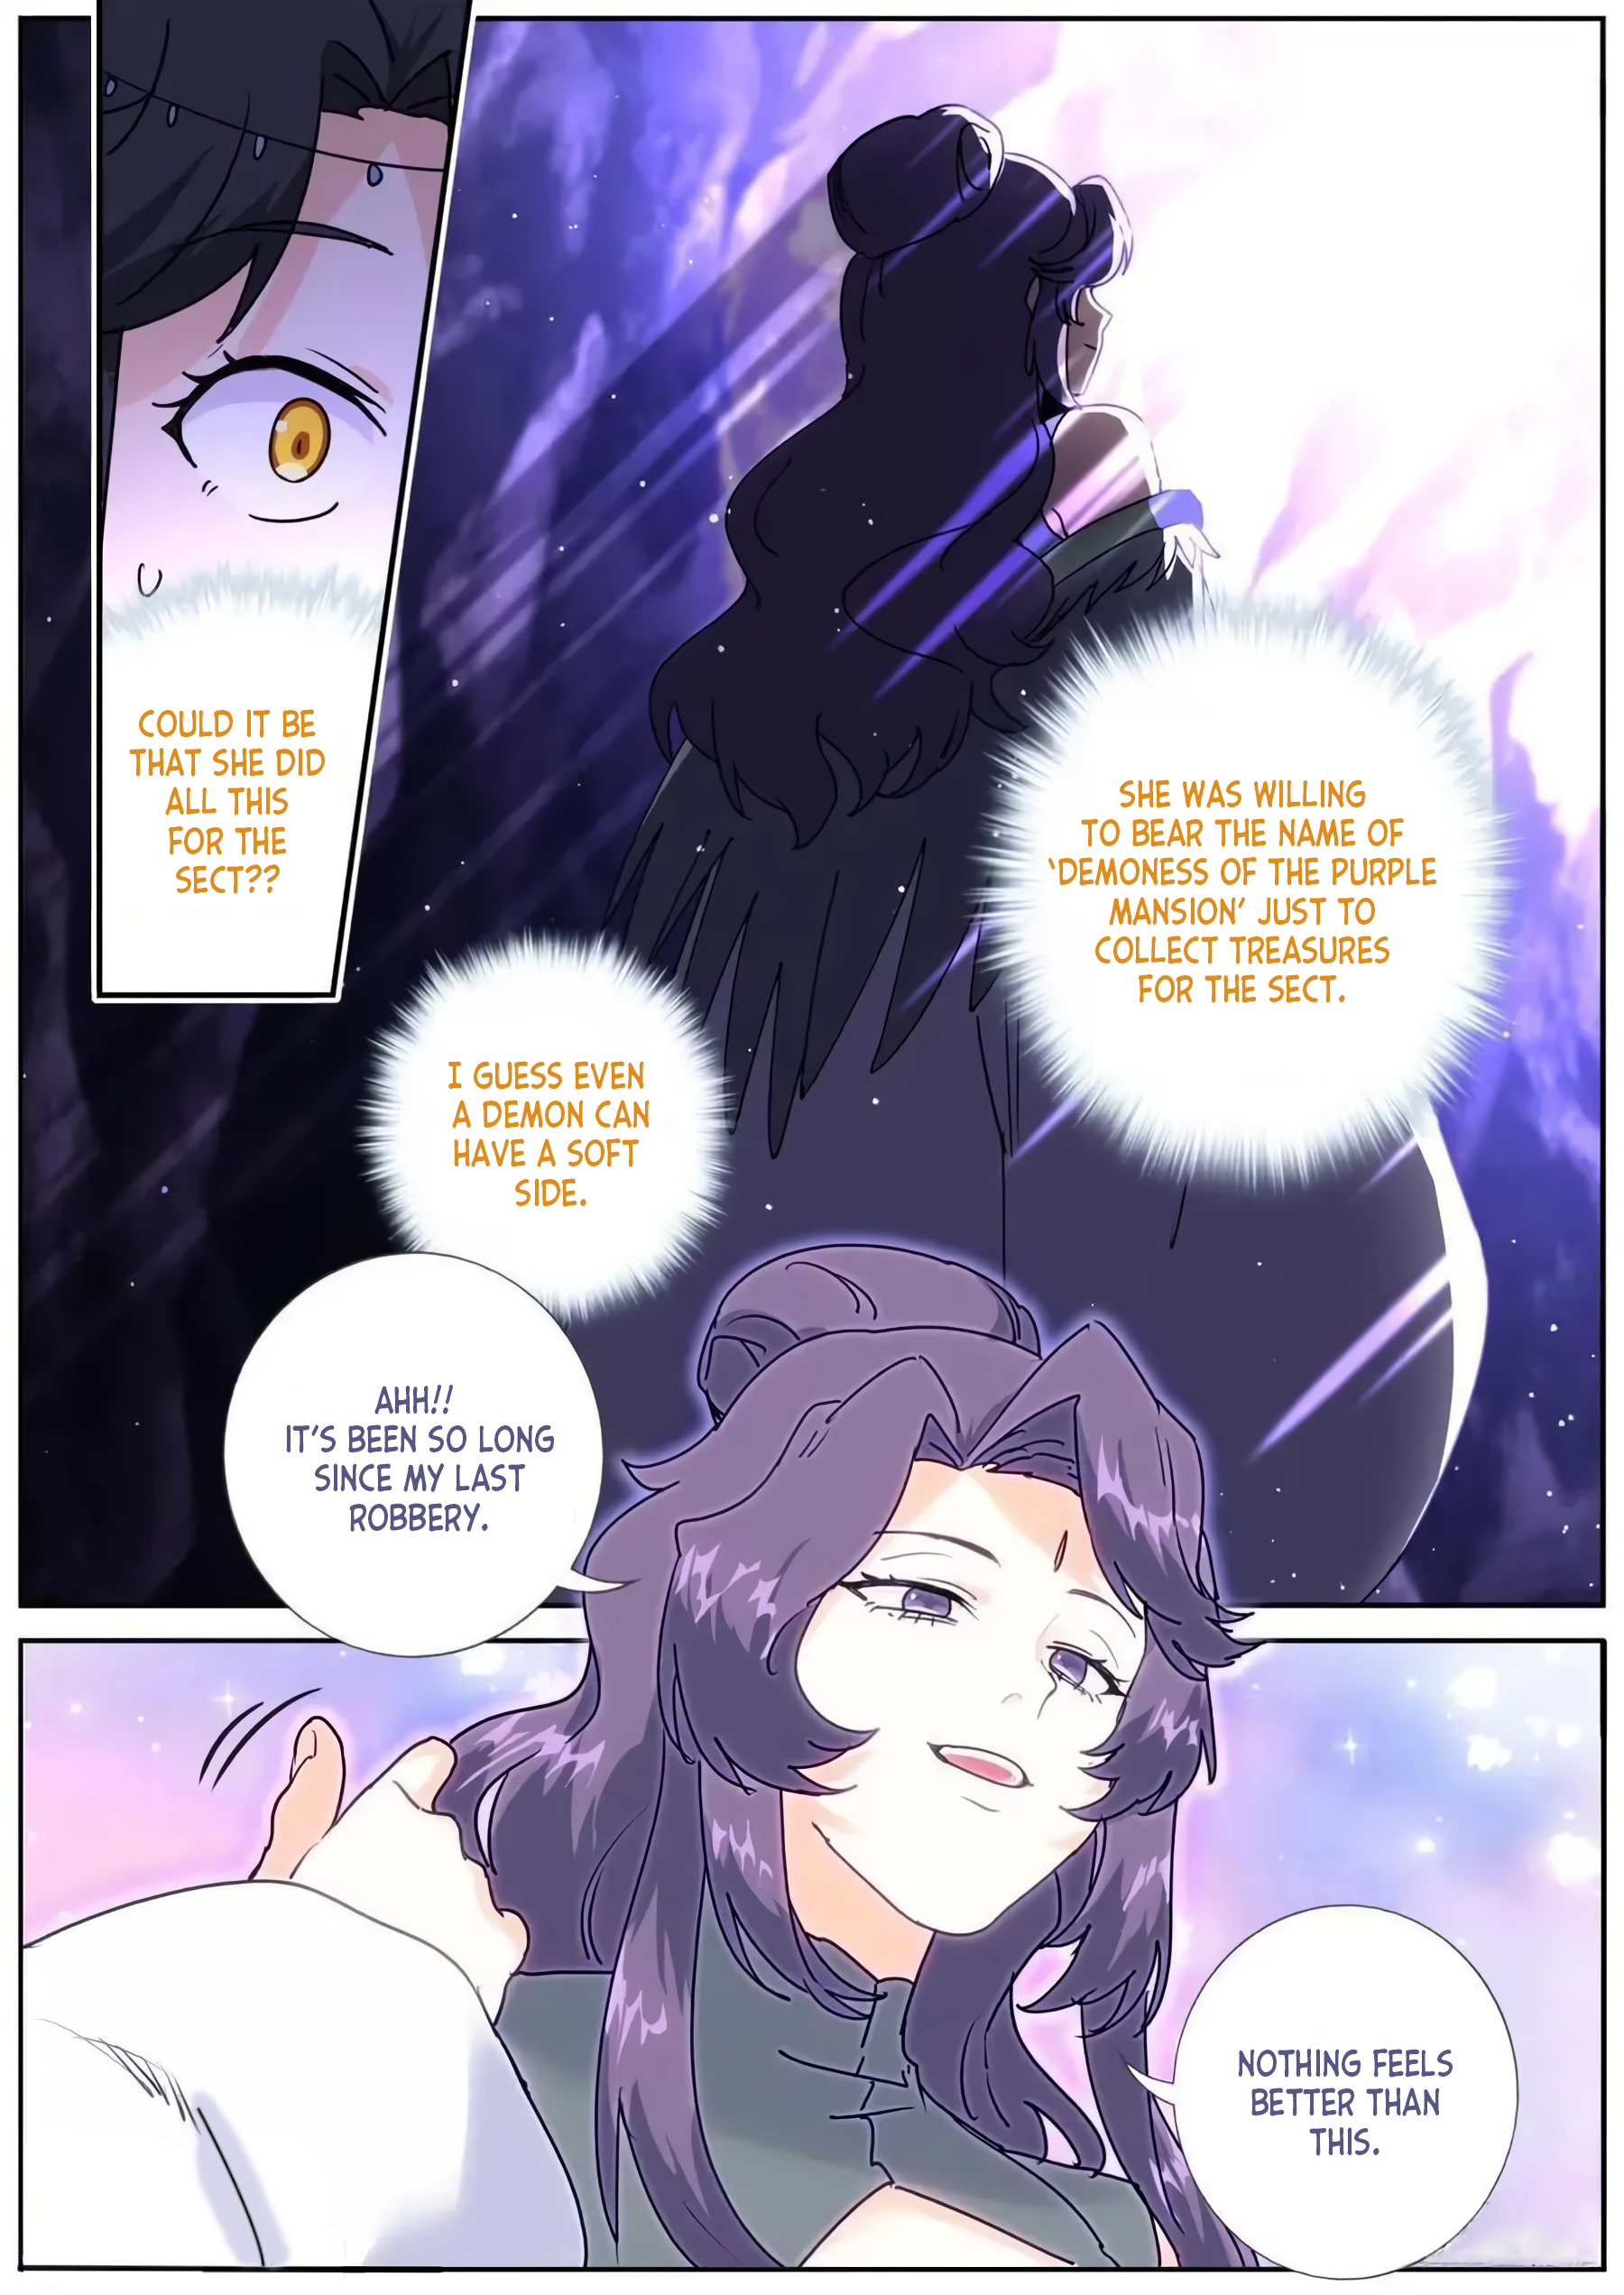 COULD IT BE
THAT SHE DID
ALL THIS
FOR THE
SECT??
SHE WAS WILLING
TO BEAR THE NAME OF
‘DEMONESS OF THE PURPLE
MANSION’ JUST TO
COLLECT TREASURES
FOR THE SECT.
I GUESS EVEN
A DEMON CAN
HAVE A SOFT
SIDE.
AHH!!
IT’S BEEN SO LONG
SINCE MY LAST
ROBBERY.
NOTHING FEELS
BETTER THAN
THIS.